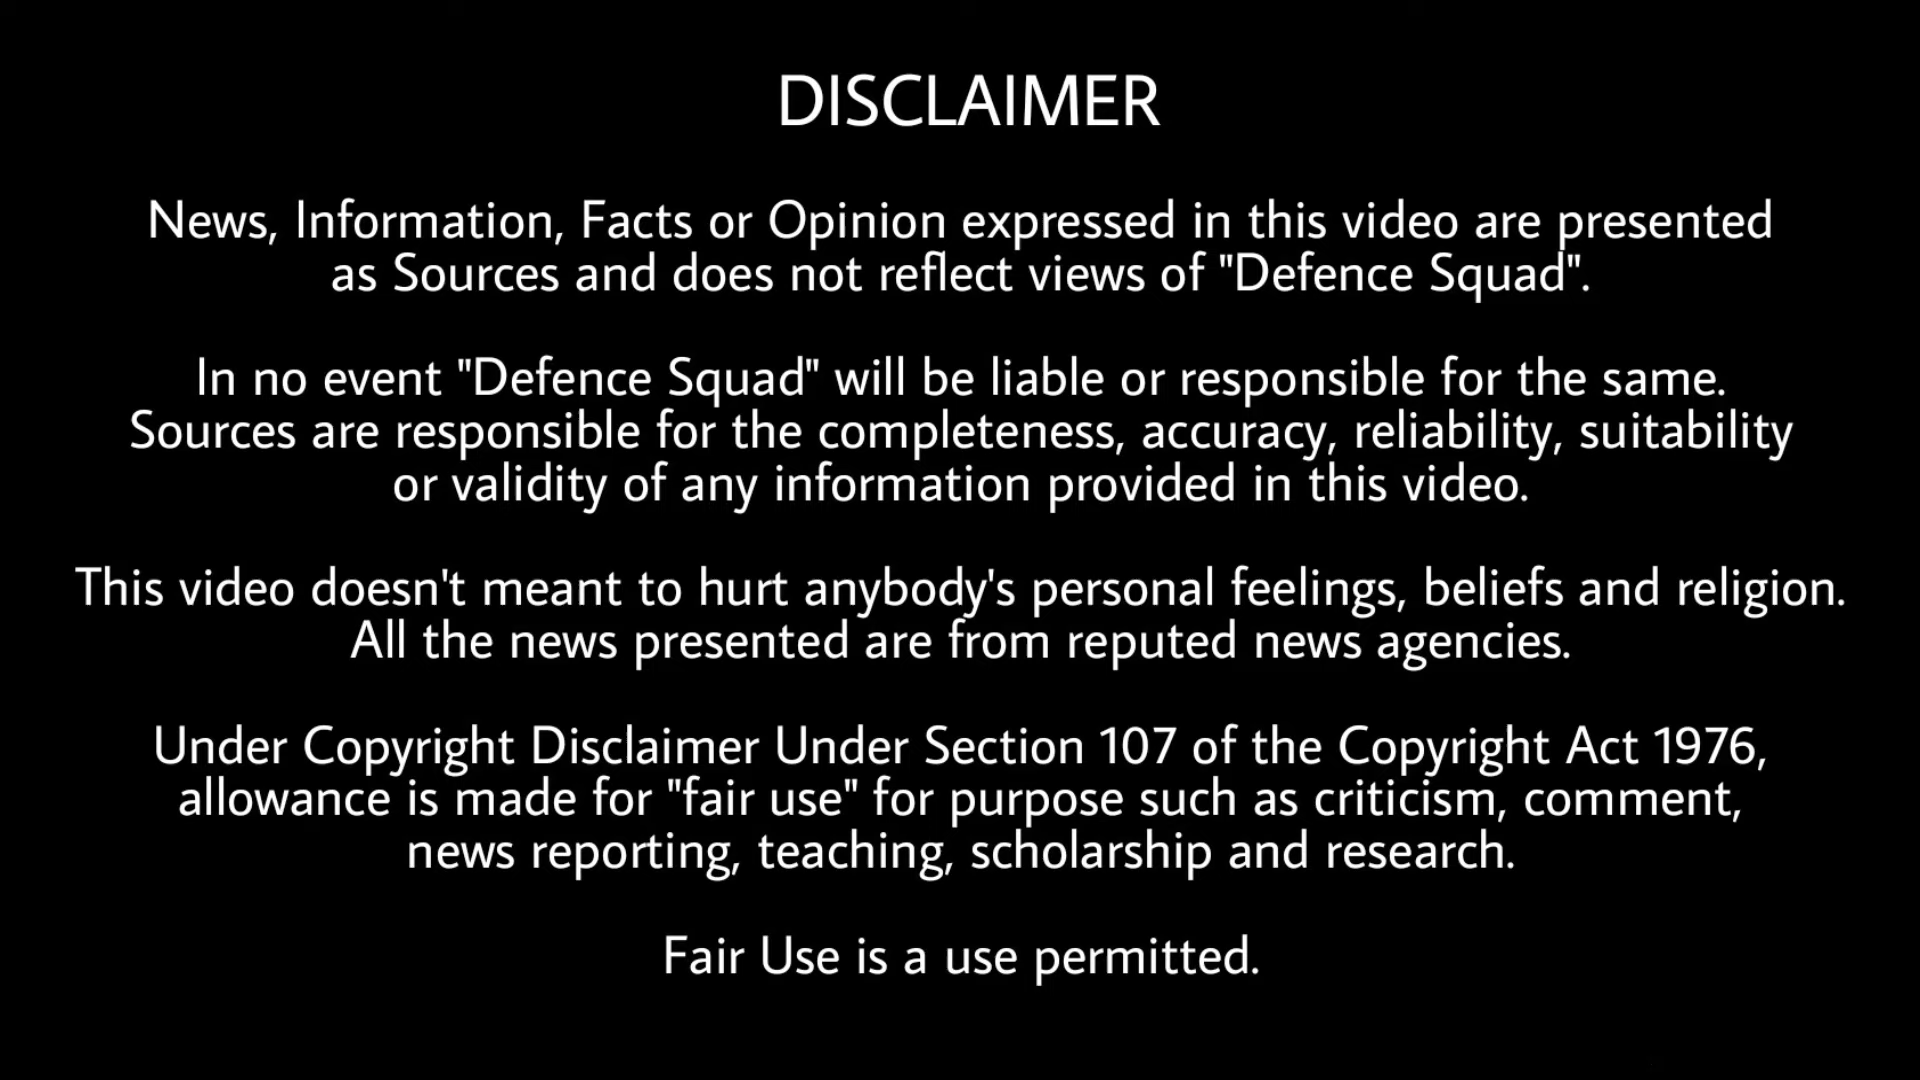 DISCLAIMER
News, Information, Facts or Opinion expressed in this video are presented
as Sources and does not reflect views of "Defence Squad".
In no event "Defence Squad" will be liable or responsible for the same.
Sources are responsible for the completeness, accuracy, reliability, suitability
or validity of any information provided in this video.
This video doesn't meant to hurt anybody's personal feelings, beliefs and religion.
All the news presented are from reputed news agencies.
Under Copyright Disclaimer Under Section 107 of the Copyright Act 1976,
allowance is made for "fair use" for purpose such as criticism, comment,
news reporting, teaching, scholarship and research.
Fair Use is a use permitted.